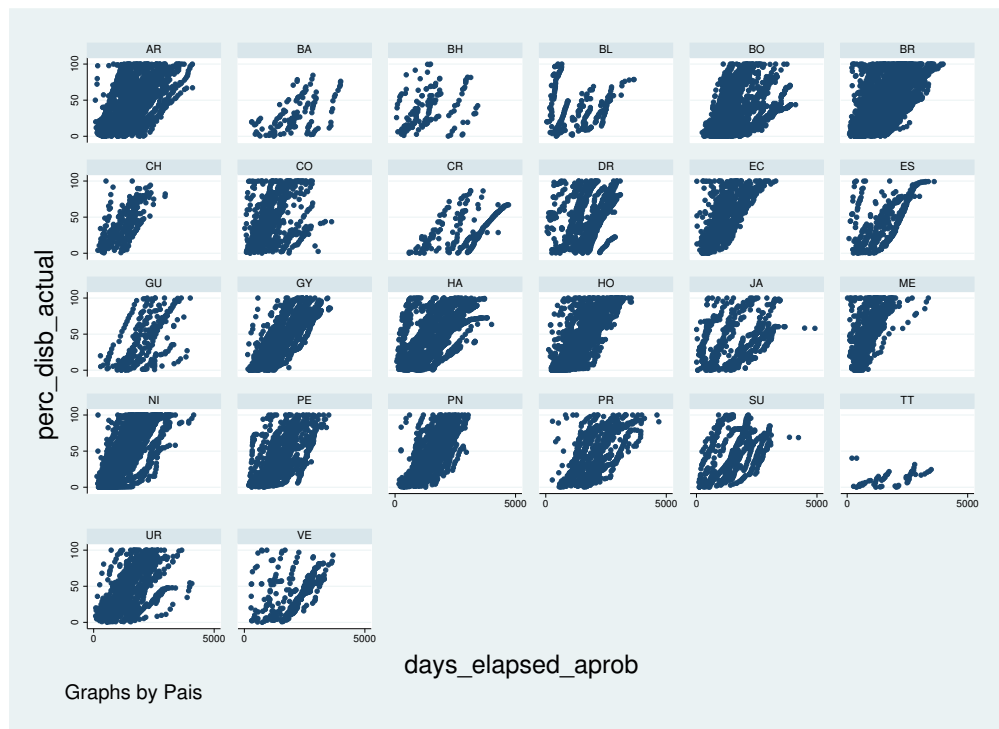 AR BA BH BL BO BR
100
50
0
CH CO CR DR EC ES
100
50
0
GU GY HA HO JA ME
100
50
0
NI PE PN PR SU TT
100
50
0
0 5000 0 5000 0 5000 0 5000
UR VE
100
50
0
0 5000 0 5000
perc_disb_actual
days_elapsed_aprob
Graphs by Pais